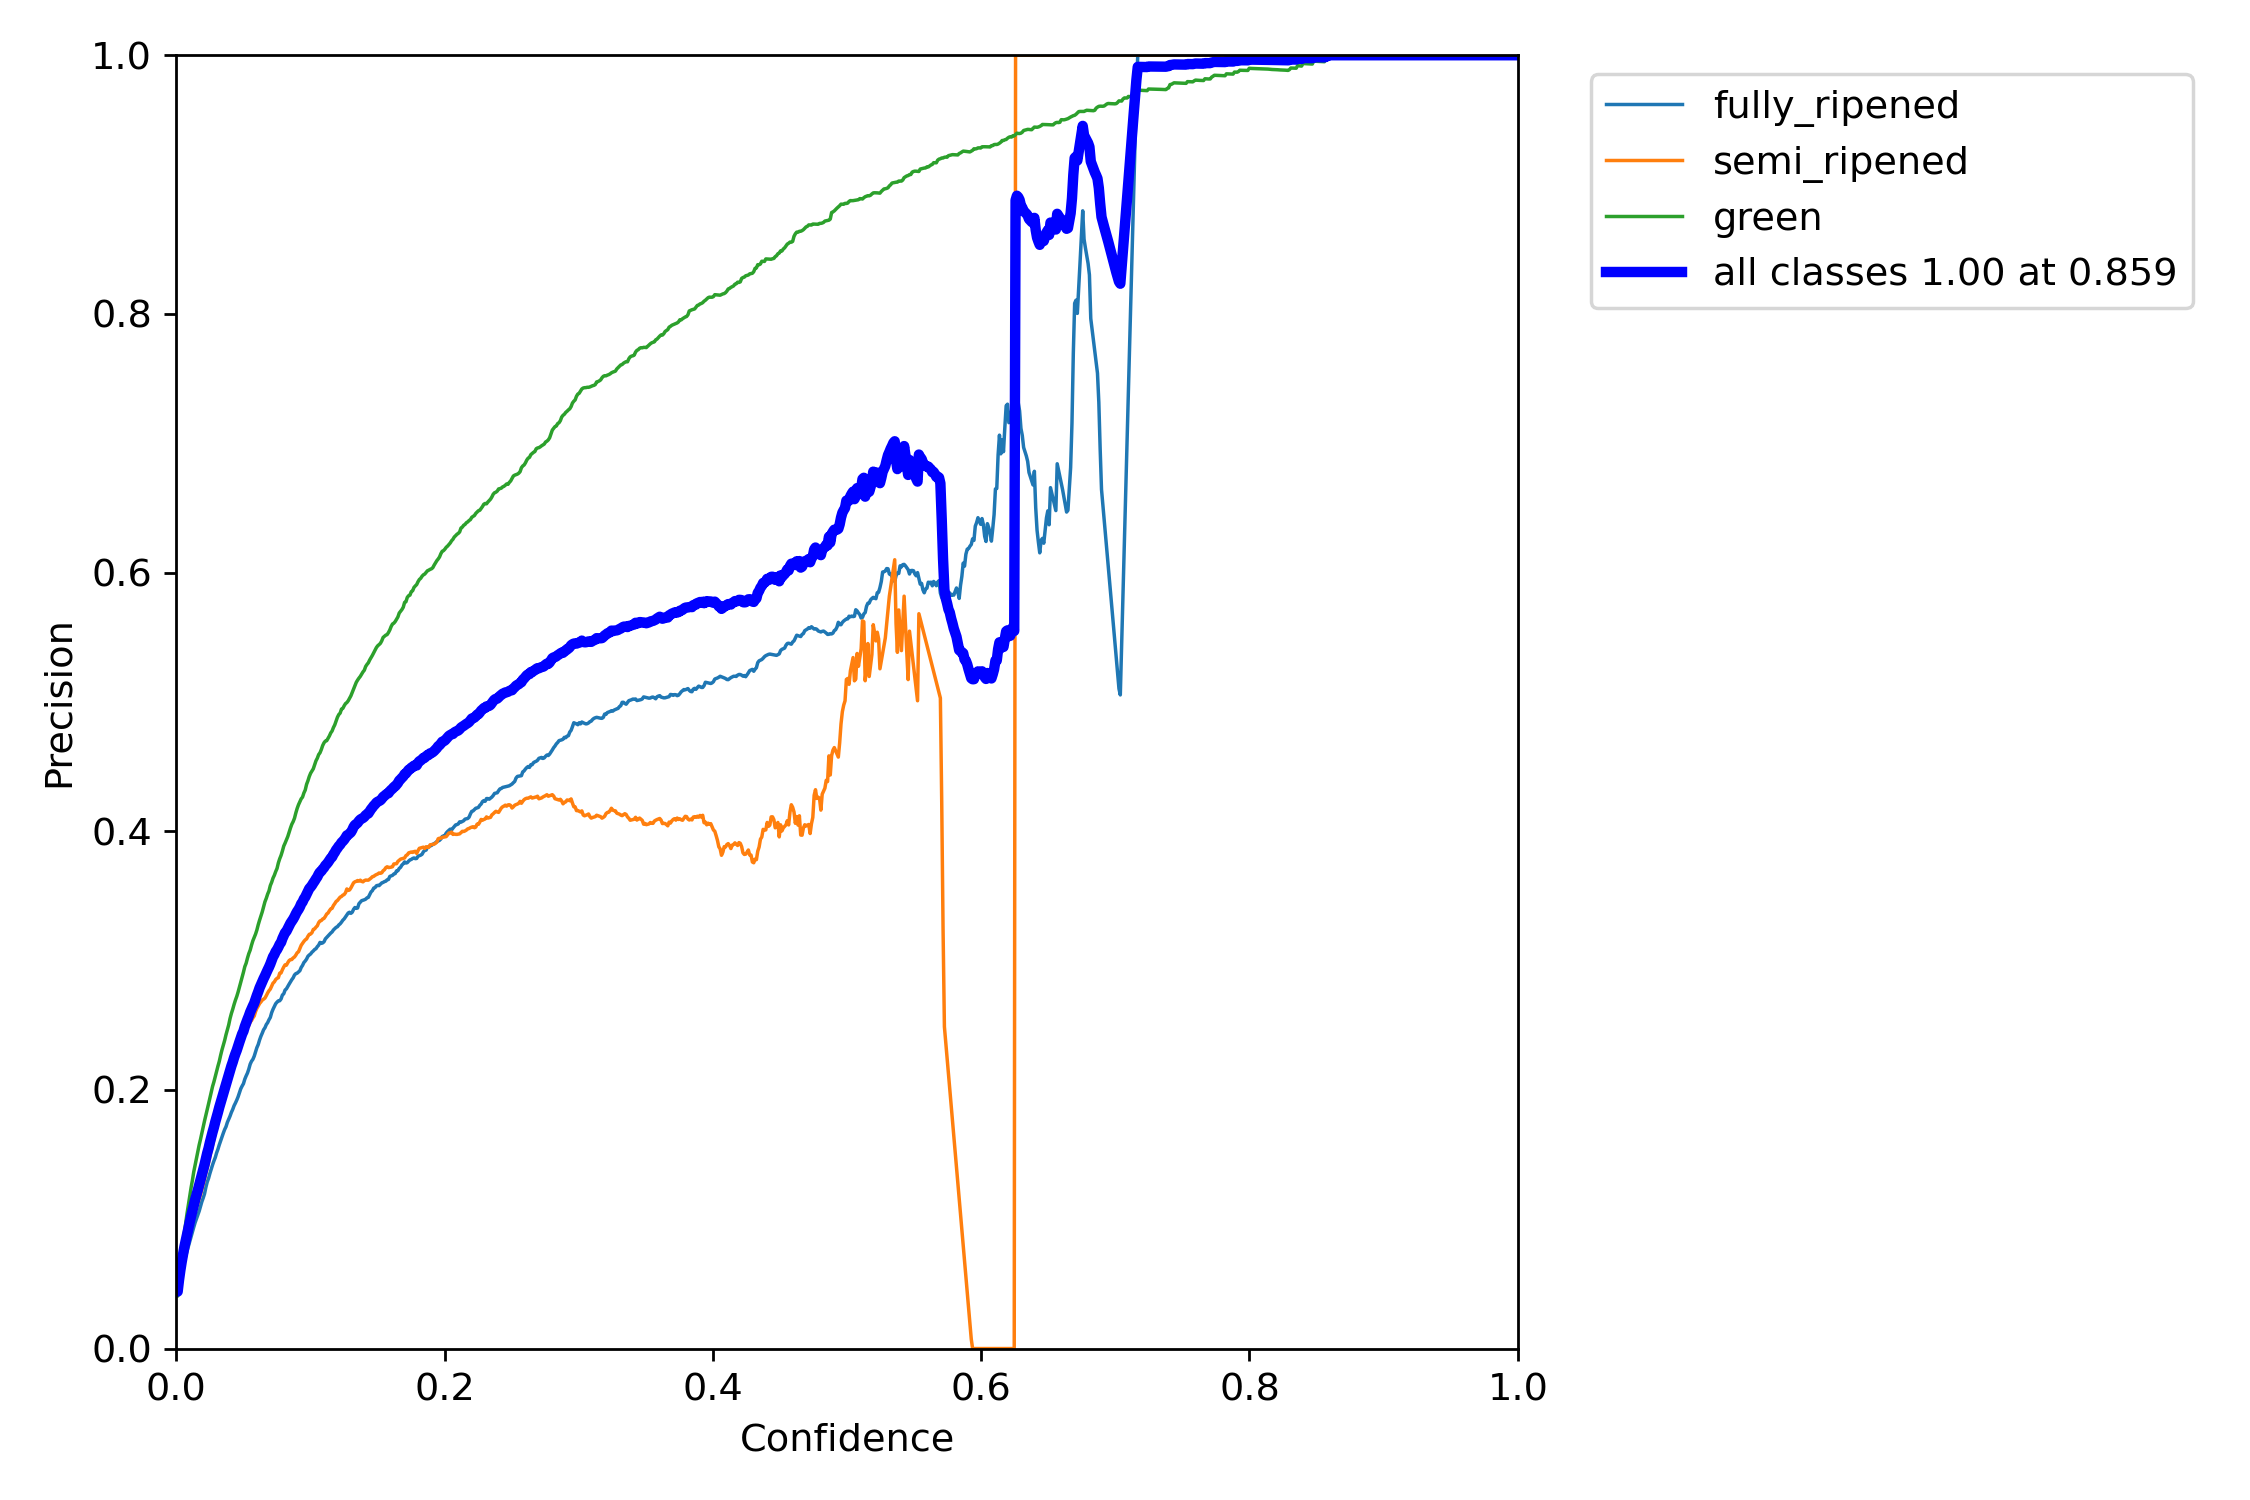 1.0
0.8
0.6
0.4
0.2
0.0
Precision
0.0 0.2 0.4 0.6 0.8 1.0
Confidence
fully_ripened
semi_ripened
green
all classes 1.00 at 0.859